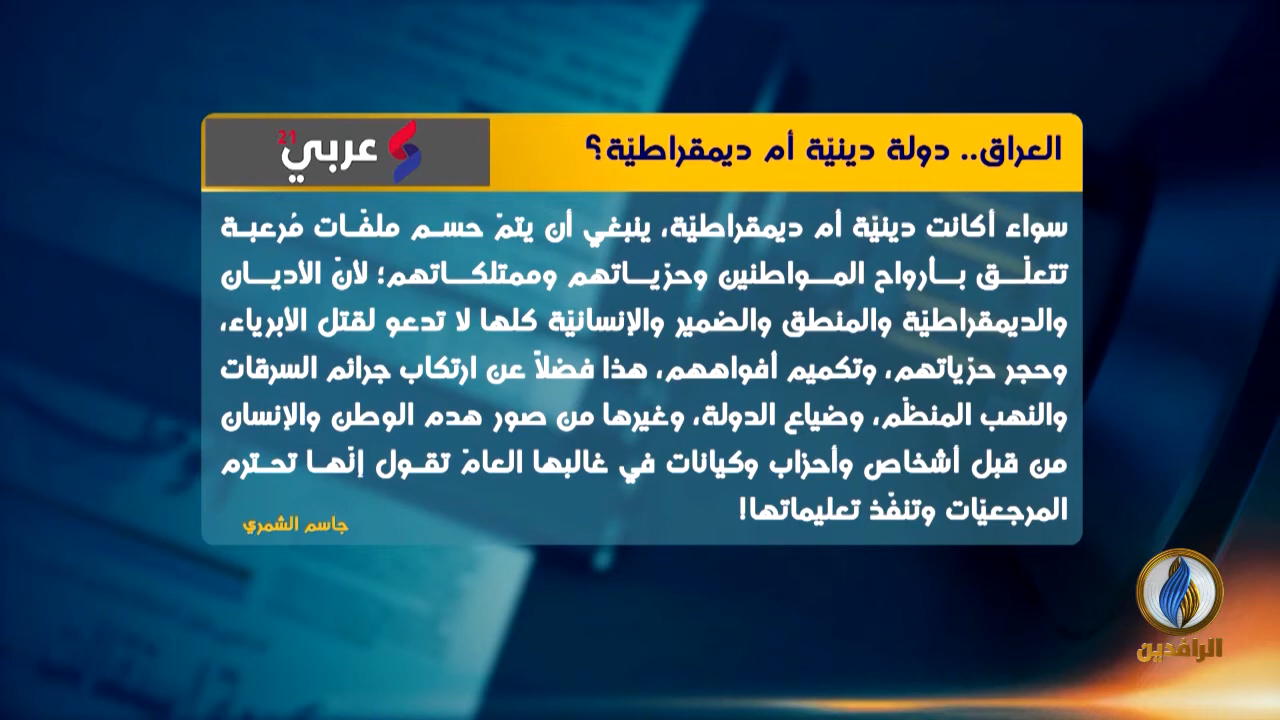 العراق.. دولة دينيّة أم ديمقراطيّة؟
عربي 21
سواء أكانت دينيّة أم ديمقراطيّة، ينبغي أن يتمّ حسم ملفّات مُرعبة
تتعلّق بأرواح المواطنين وحرّياتهم وممتلكاتهم؛ لأنّ الأديان
والديمقراطيّة والمنطق والضمير والإنسانيّة كلها لا تدعو لقتل الأبرياء،
وحجر حرّياتهم، وتكميم أفواههم، هذا فضلاً عن ارتكاب جرائم السرقات
والنهب المنظّم، وضياع الدولة، وغيرها من صور هدم الوطن والإنسان
من قبل أشخاص وأحزاب وكيانات في غالبها العامّ تقول إنّها تحترم
المرجعيّات وتنفّذ تعليماتها!
جاسم الشمري
الرافدين